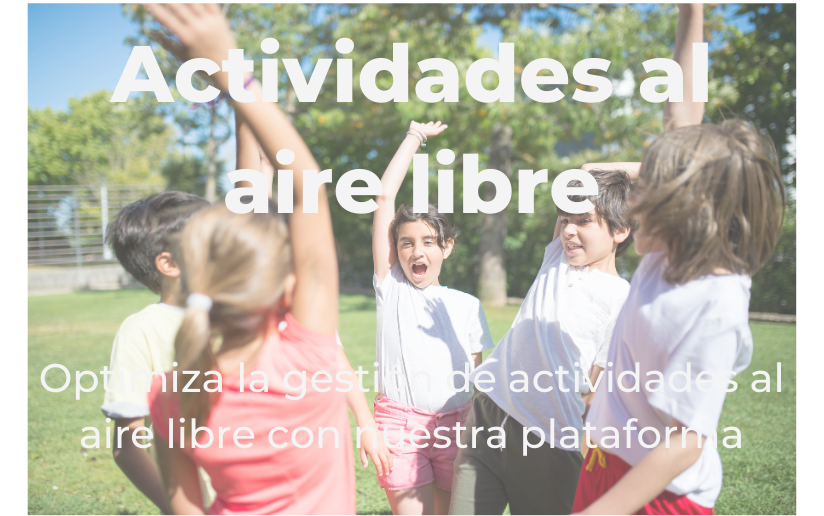 Actividades al
aire libre
Optimiza la gestión de actividades al
aire libre con nuestra plataforma